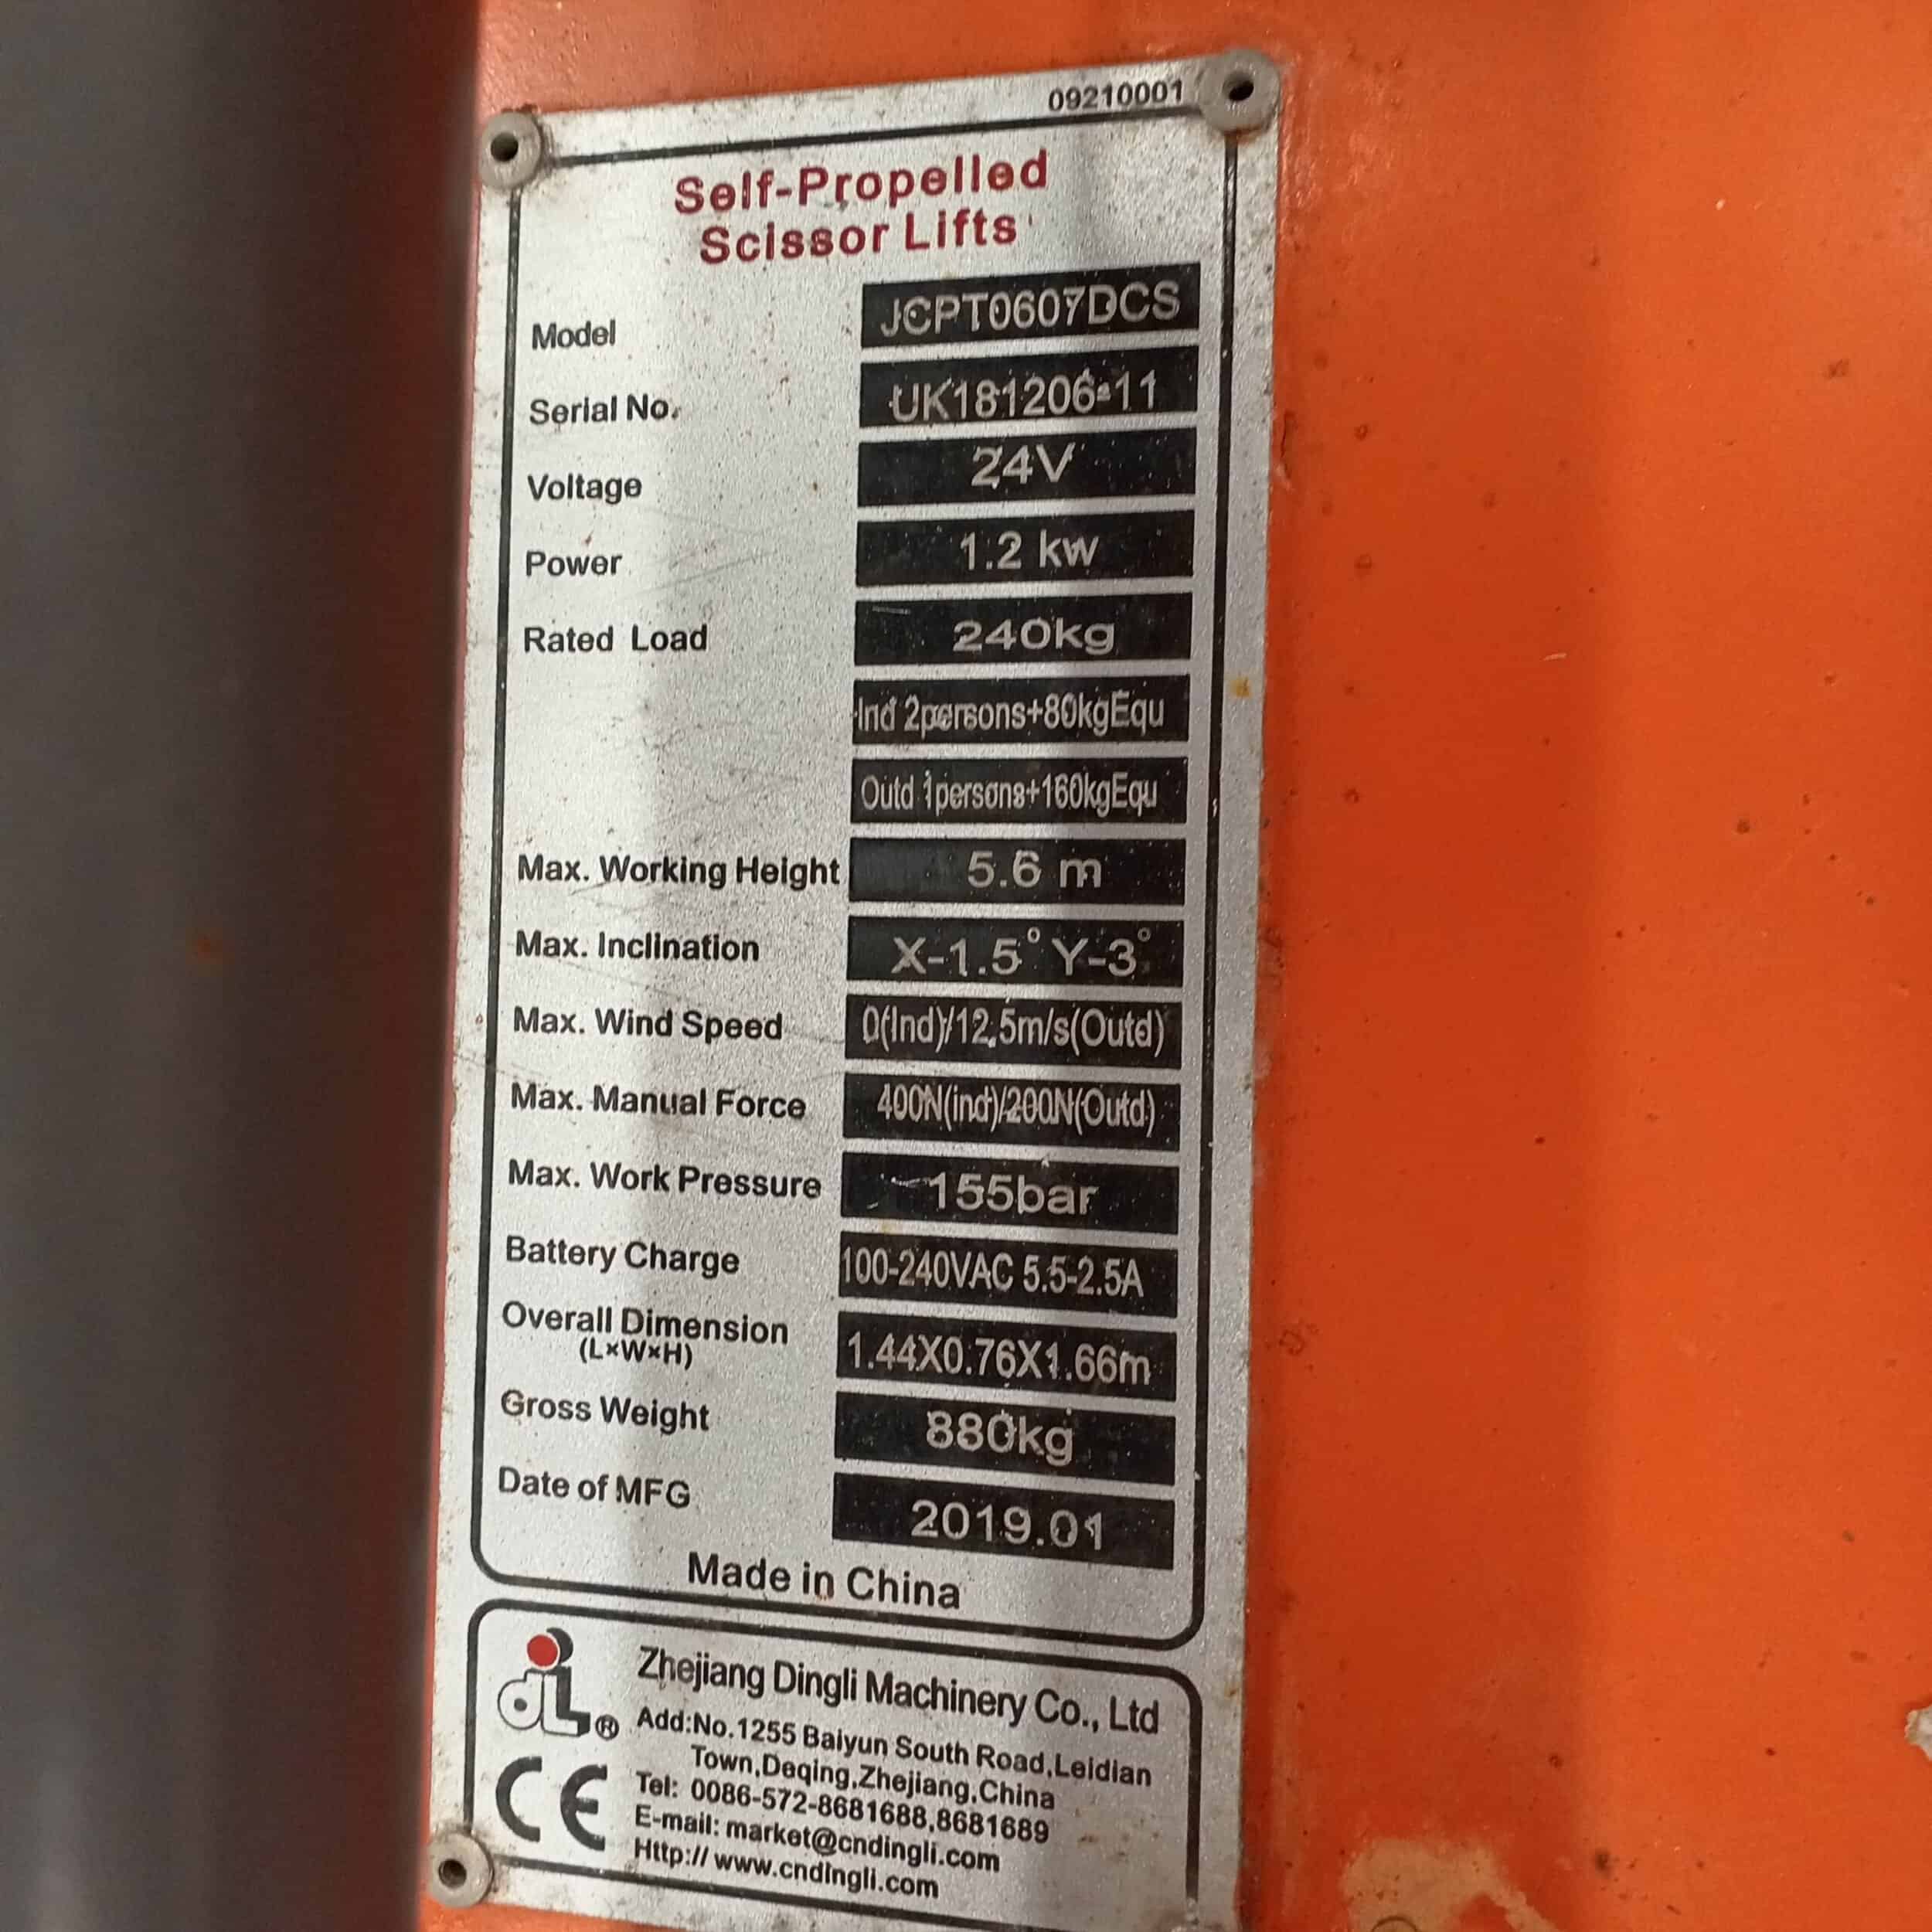 09210001
Self-Propelled
Scissor Lifts
Model JCPT0607DCS
Serial No. UK181206-11
Voltage 24V
Power 1.2 kw
Rated Load 240kg
Ind 2persons+80kgEqu
Outd 1persons+160kgEqu
Max. Working Height 5.6 m
Max. Inclination X-1.5° Y-3°
Max. Wind Speed 0(Ind)/12.5m/s(Outd)
Max. Manual Force 400N(ind)/200N(Outd)
Max. Work Pressure 155bar
Battery Charge 100-240VAC 5.5-2.5A
Overall Dimension 1.44X0.76X1.66m
(L×W×H)
Gross Weight 880kg
Date of MFG 2019.01
Made in China
dL® Zhejiang Dingli Machinery Co., Ltd
Add:No.1255 Baiyun South Road,Leidian
Town,Deqing,Zhejiang,China
CE Tel: 0086-572-8681688,8681689
E-mail: market@cndingli.com
Http:// www.cndingli.com